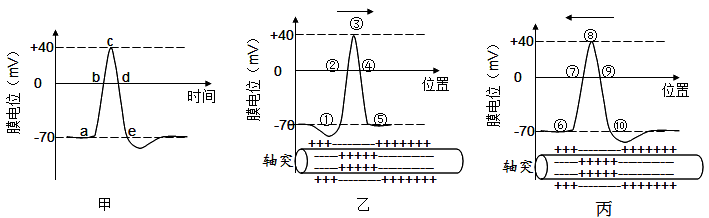 膜电位（mV）
+40
0
-70
a
b
c
d
e
时间
甲
膜电位（mV）
+40
0
-70
①
②
③
④
⑤
位置
轴突
+++--------+++++++
----+++++--------
----+++++--------
+++--------+++++++
乙
膜电位（mV）
+40
0
-70
⑥
⑦
⑧
⑨
⑩
位置
轴突
+++--------+++++++
----+++++--------
----+++++--------
+++--------+++++++
丙